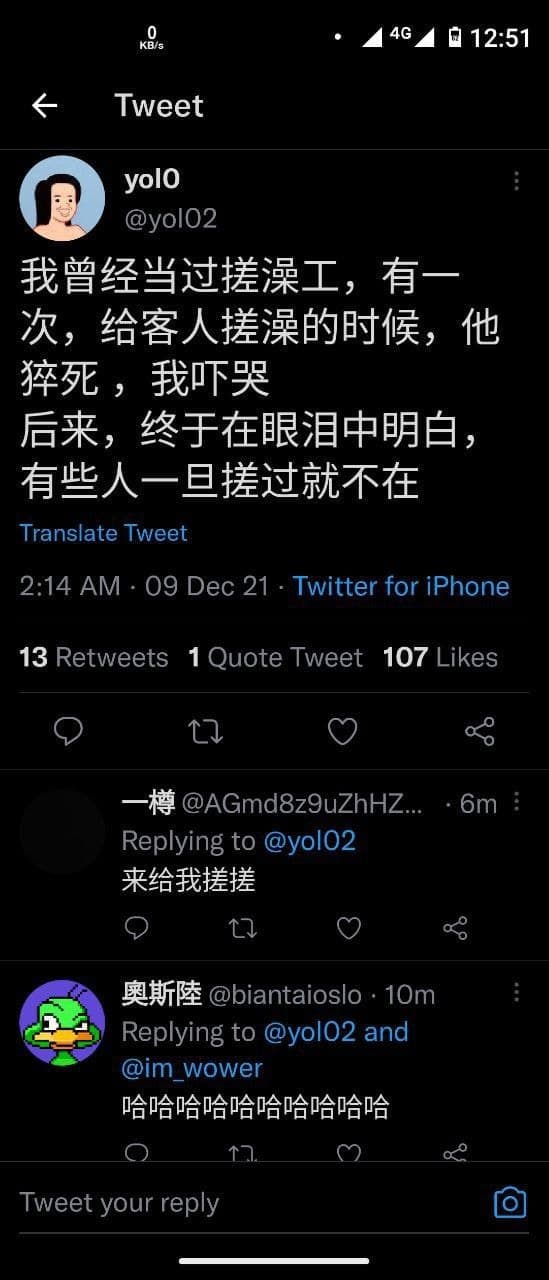 0
KB/s
4G
12:51
Tweet
yol0
@yol02
我曾经当过搓澡工，有一
次，给客人搓澡的时候，他
猝死 ，我吓哭
后来，终于在眼泪中明白，
有些人一旦搓过就不在
Translate Tweet
2:14 AM · 09 Dec 21 · Twitter for iPhone
13 Retweets 1 Quote Tweet 107 Likes
一樽 @AGmd8z9uZhHZ... · 6m
Replying to @yol02
来给我搓搓
奧斯陸 @biantaioslo · 10m
Replying to @yol02 and
@im_wower
哈哈哈哈哈哈哈哈哈哈
Tweet your reply